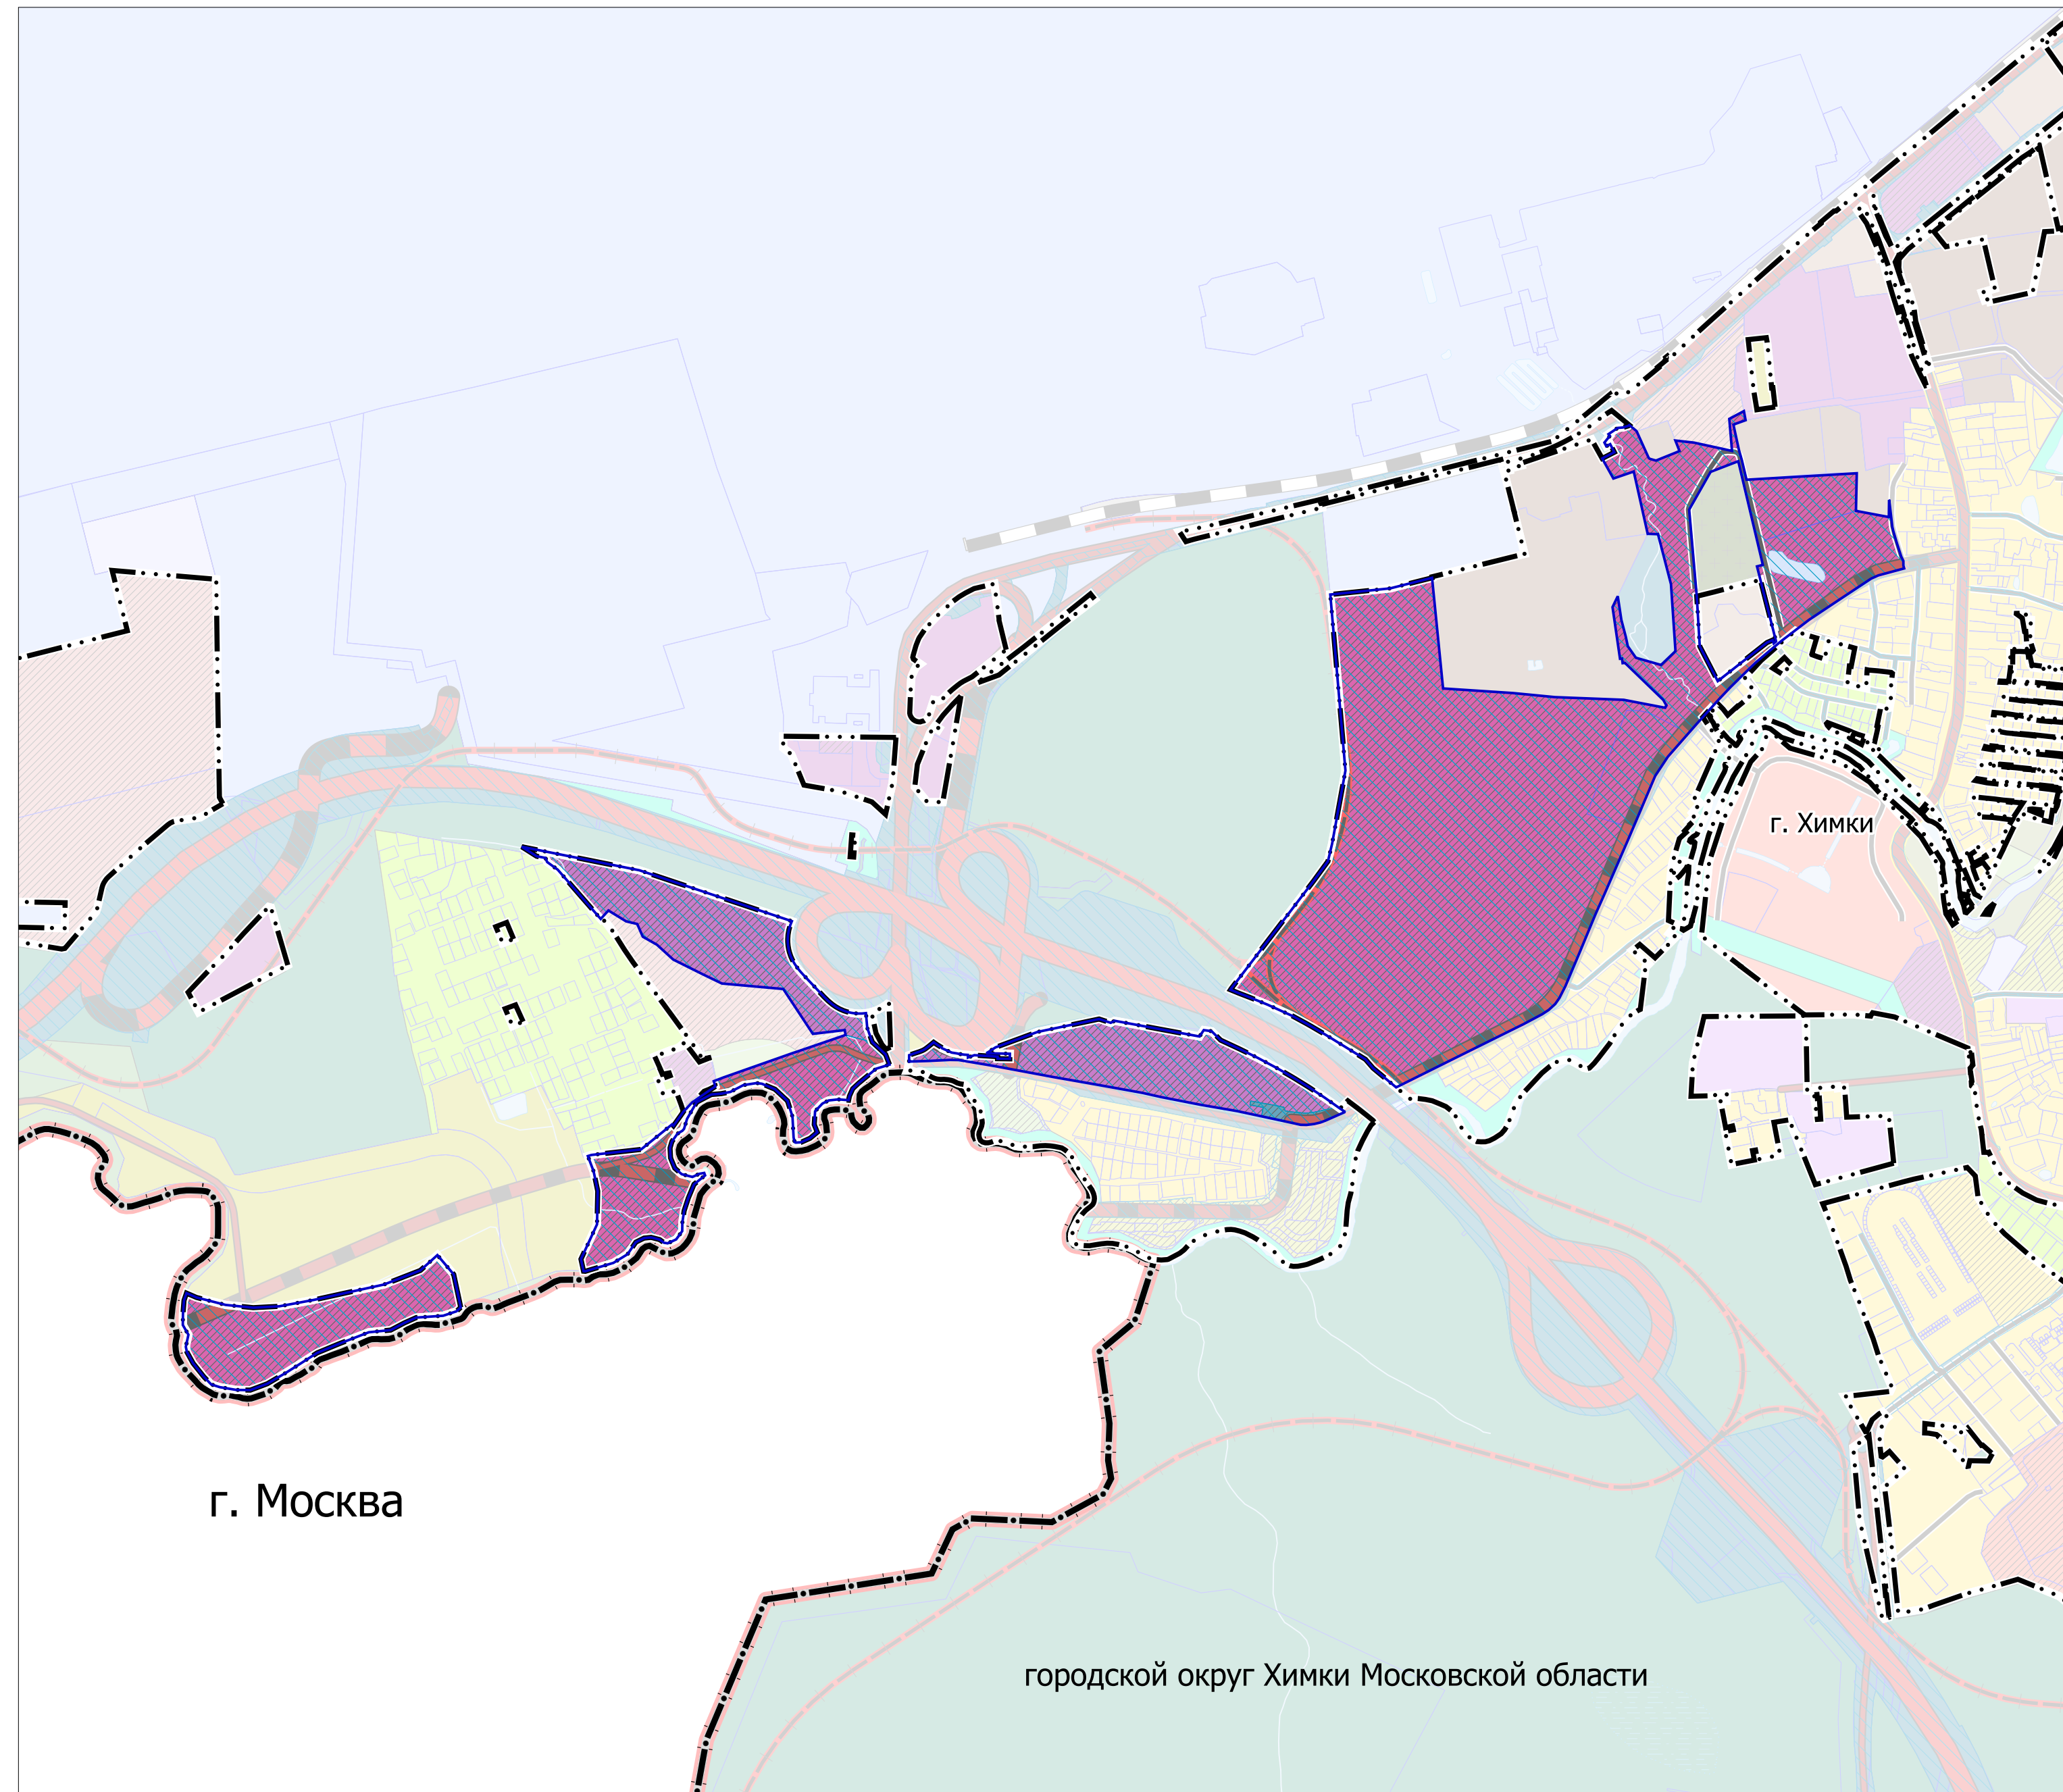 г. Химки
г. Москва
городской округ Химки Московской области